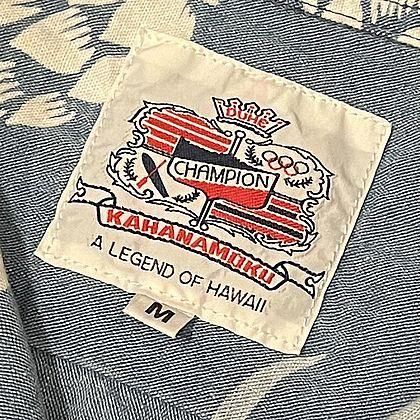 DUKE
CHAMPION
KAHANAMOKU
A LEGEND OF HAWAII
M